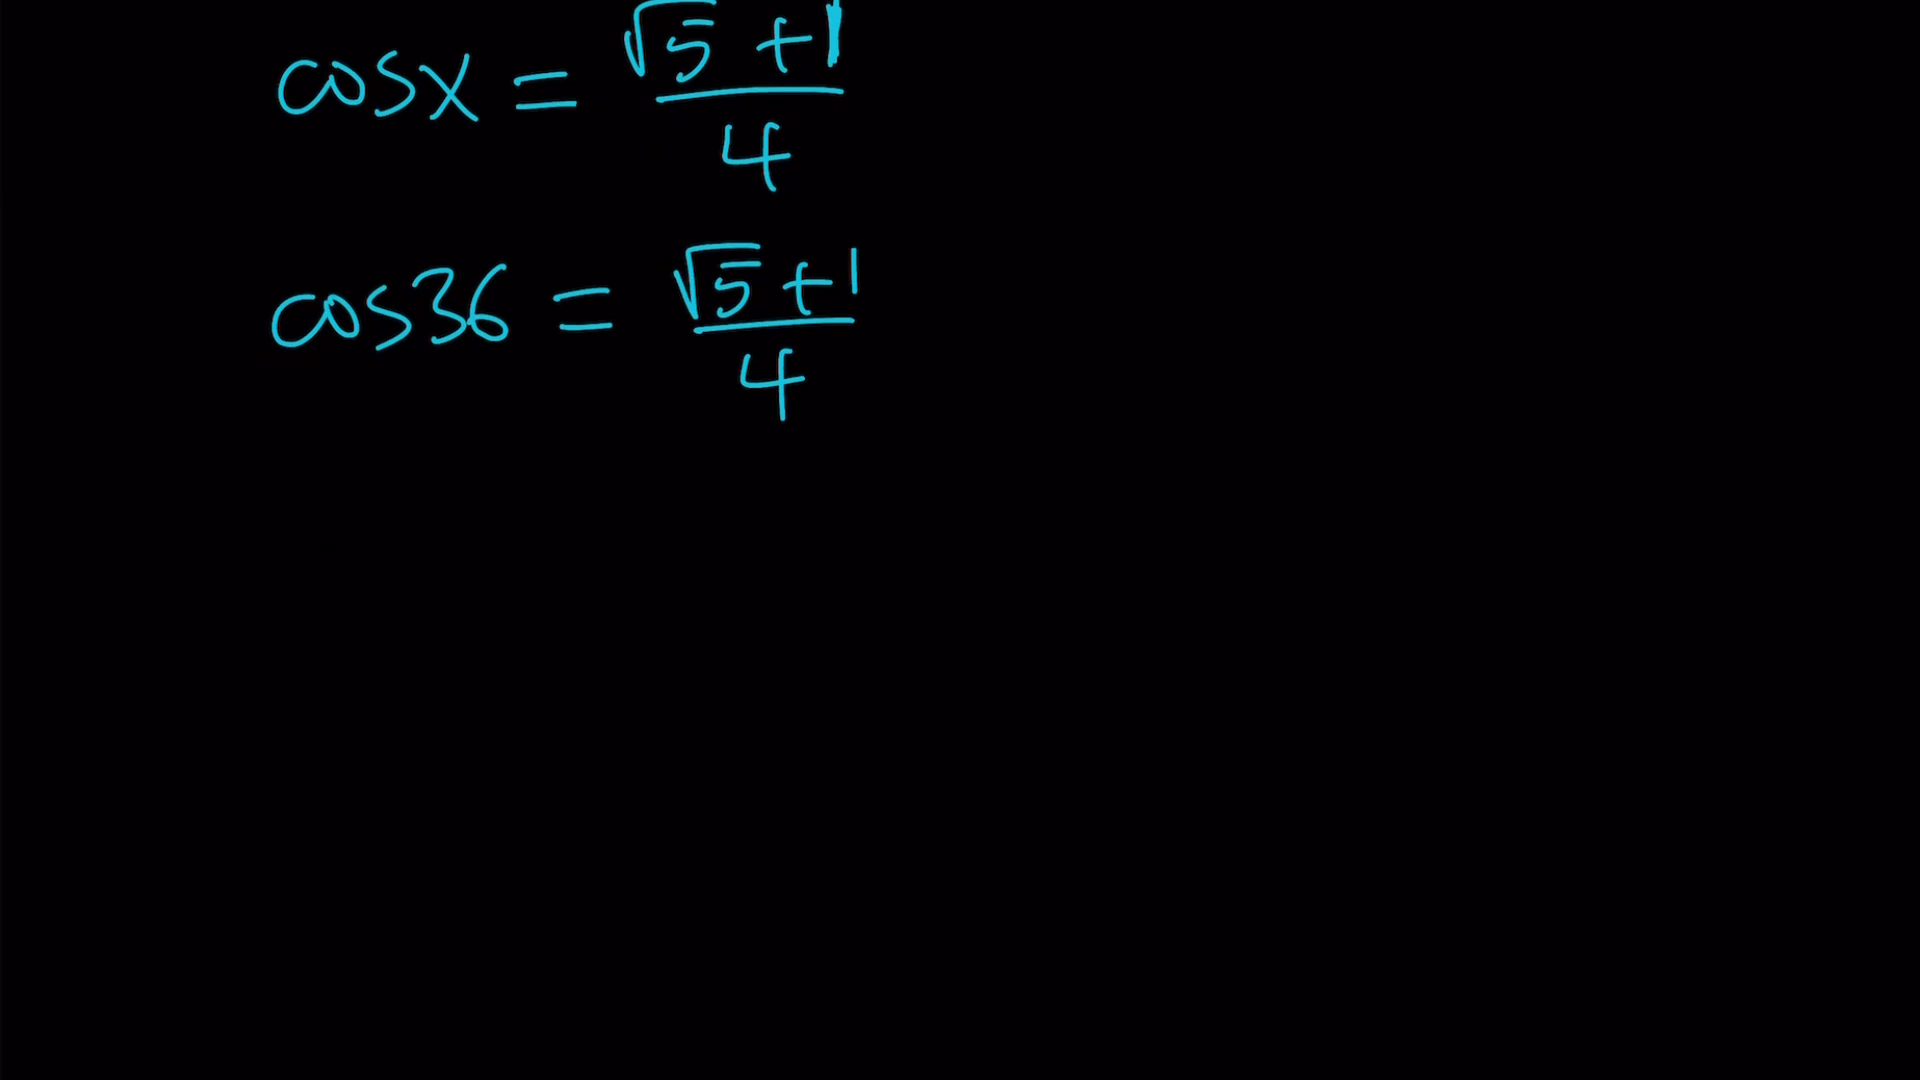 cosx = √5 + 1 / 4
cos36 = √5 + 1 / 4